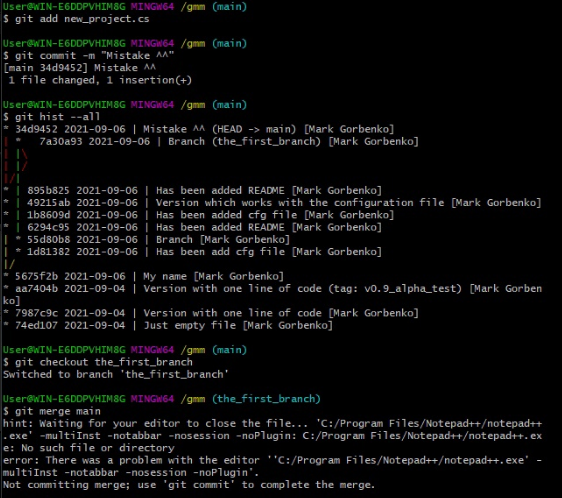 User@WIN-E6DDPVHIM8G MINGW64 /gmm (main)
$ git add new_project.cs
User@WIN-E6DDPVHIM8G MINGW64 /gmm (main)
$ git commit -m "Mistake ^^"
[main 34d9452] Mistake ^^
 1 file changed, 1 insertion(+)
User@WIN-E6DDPVHIM8G MINGW64 /gmm (main)
$ git hist --all
* 34d9452 2021-09-06 | Mistake ^^ (HEAD -> main) [Mark Gorbenko]
| *   7a30a93 2021-09-06 | Branch (the_first_branch) [Mark Gorbenko]
| |\
| |/
|/|
* | 895b825 2021-09-06 | Has been added README [Mark Gorbenko]
* | 49215ab 2021-09-06 | Version which works with the configuration file [Mark Gorbenko]
* | 1b8609d 2021-09-06 | Has been added cfg file [Mark Gorbenko]
* | 6294c95 2021-09-06 | Has been added README [Mark Gorbenko]
| * 55d80b8 2021-09-06 | Branch [Mark Gorbenko]
| * 1d81382 2021-09-06 | Has been add cfg file [Mark Gorbenko]
|/
* 5675f2b 2021-09-06 | My name [Mark Gorbenko]
* aa7404b 2021-09-04 | Version with one line of code (tag: v0.9_alpha_test) [Mark Gorben
ko]
* 7987c9c 2021-09-04 | Version with one line of code [Mark Gorbenko]
* 74ed107 2021-09-04 | Just empty file [Mark Gorbenko]
User@WIN-E6DDPVHIM8G MINGW64 /gmm (main)
$ git checkout the_first_branch
Switched to branch 'the_first_branch'
User@WIN-E6DDPVHIM8G MINGW64 /gmm (the_first_branch)
$ git merge main
hint: Waiting for your editor to close the file... 'C:/Program Files/Notepad++/notepad++
.exe' -multiInst -notabbar -nosession -noPlugin: C:/Program Files/Notepad++/notepad++.ex
e: No such file or directory
error: There was a problem with the editor ''C:/Program Files/Notepad++/notepad++.exe' -
multiInst -notabbar -nosession -noPlugin'.
Not committing merge; use 'git commit' to complete the merge.